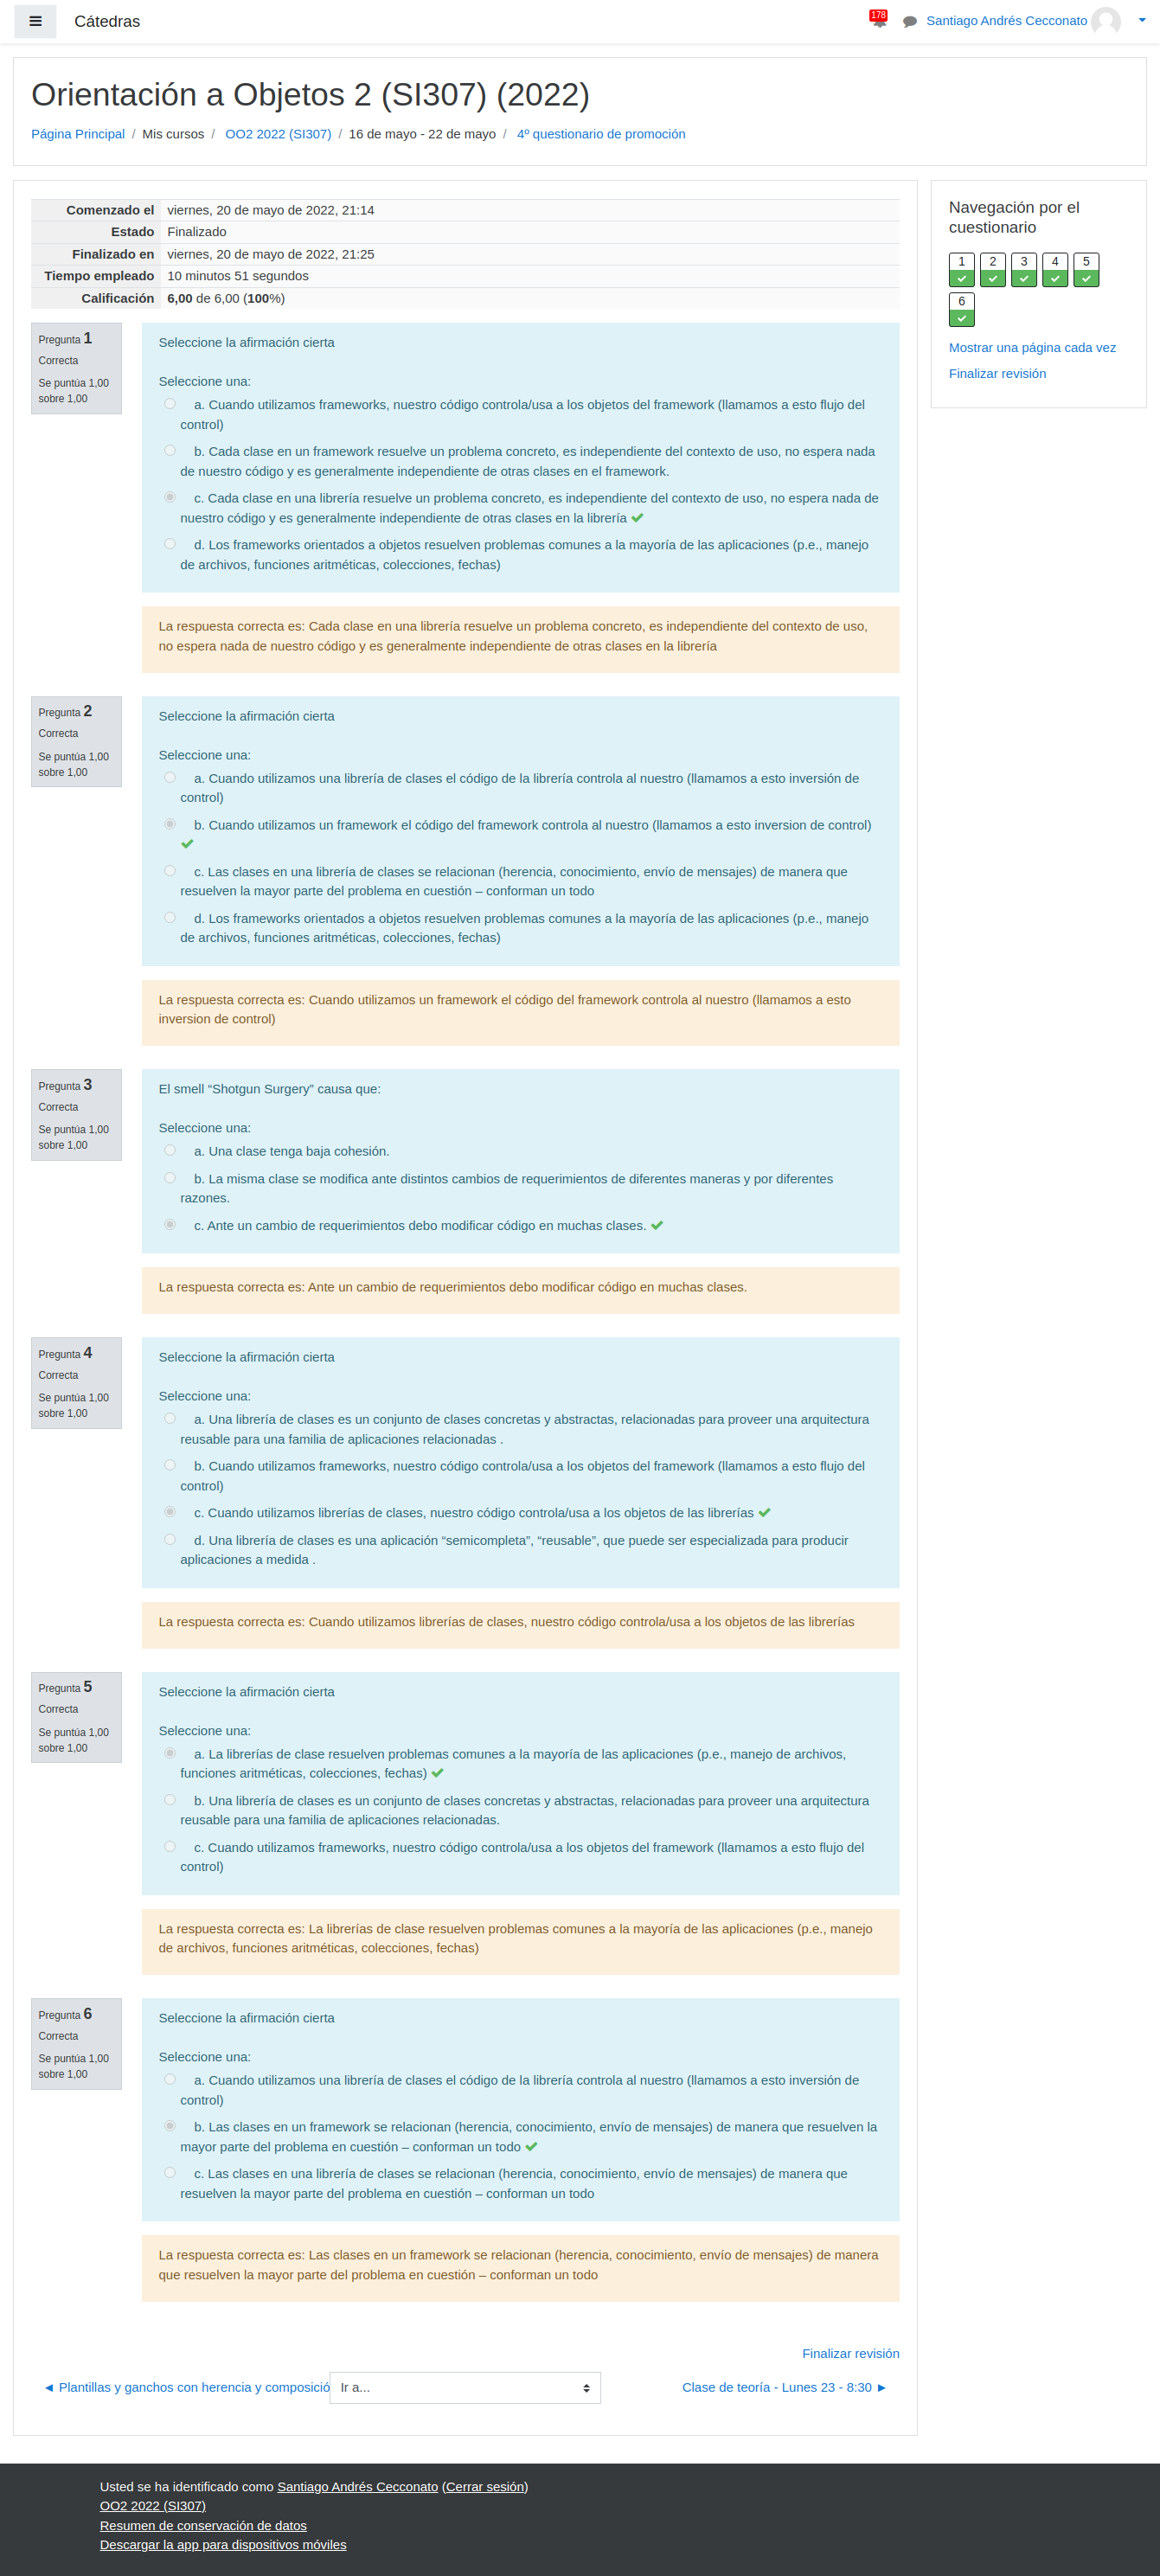 Cátedras
178
Santiago Andrés Cecconato
Orientación a Objetos 2 (SI307) (2022)
Página Principal / Mis cursos / OO2 2022 (SI307) / 16 de mayo - 22 de mayo / 4º questionario de promoción
Comenzado el viernes, 20 de mayo de 2022, 21:14
Estado Finalizado
Finalizado en viernes, 20 de mayo de 2022, 21:25
Tiempo empleado 10 minutos 51 segundos
Calificación 6,00 de 6,00 (100%)
Pregunta 1
Correcta
Se puntúa 1,00
sobre 1,00
Seleccione la afirmación cierta
Seleccione una:
a. Cuando utilizamos frameworks, nuestro código controla/usa a los objetos del framework (llamamos a esto flujo del
control)
b. Cada clase en un framework resuelve un problema concreto, es independiente del contexto de uso, no espera nada
de nuestro código y es generalmente independiente de otras clases en el framework.
c. Cada clase en una librería resuelve un problema concreto, es independiente del contexto de uso, no espera nada de
nuestro código y es generalmente independiente de otras clases en la librería
d. Los frameworks orientados a objetos resuelven problemas comunes a la mayoría de las aplicaciones (p.e., manejo
de archivos, funciones aritméticas, colecciones, fechas)
La respuesta correcta es: Cada clase en una librería resuelve un problema concreto, es independiente del contexto de uso,
no espera nada de nuestro código y es generalmente independiente de otras clases en la librería
Pregunta 2
Correcta
Se puntúa 1,00
sobre 1,00
Seleccione la afirmación cierta
Seleccione una:
a. Cuando utilizamos una librería de clases el código de la librería controla al nuestro (llamamos a esto inversión de
control)
b. Cuando utilizamos un framework el código del framework controla al nuestro (llamamos a esto inversion de control)
c. Las clases en una librería de clases se relacionan (herencia, conocimiento, envío de mensajes) de manera que
resuelven la mayor parte del problema en cuestión – conforman un todo
d. Los frameworks orientados a objetos resuelven problemas comunes a la mayoría de las aplicaciones (p.e., manejo
de archivos, funciones aritméticas, colecciones, fechas)
La respuesta correcta es: Cuando utilizamos un framework el código del framework controla al nuestro (llamamos a esto
inversion de control)
Pregunta 3
Correcta
Se puntúa 1,00
sobre 1,00
El smell “Shotgun Surgery” causa que:
Seleccione una:
a. Una clase tenga baja cohesión.
b. La misma clase se modifica ante distintos cambios de requerimientos de diferentes maneras y por diferentes
razones.
c. Ante un cambio de requerimientos debo modificar código en muchas clases.
La respuesta correcta es: Ante un cambio de requerimientos debo modificar código en muchas clases.
Pregunta 4
Correcta
Se puntúa 1,00
sobre 1,00
Seleccione la afirmación cierta
Seleccione una:
a. Una librería de clases es un conjunto de clases concretas y abstractas, relacionadas para proveer una arquitectura
reusable para una familia de aplicaciones relacionadas .
b. Cuando utilizamos frameworks, nuestro código controla/usa a los objetos del framework (llamamos a esto flujo del
control)
c. Cuando utilizamos librerías de clases, nuestro código controla/usa a los objetos de las librerías
d. Una librería de clases es una aplicación “semicompleta”, “reusable”, que puede ser especializada para producir
aplicaciones a medida .
La respuesta correcta es: Cuando utilizamos librerías de clases, nuestro código controla/usa a los objetos de las librerías
Pregunta 5
Correcta
Se puntúa 1,00
sobre 1,00
Seleccione la afirmación cierta
Seleccione una:
a. La librerías de clase resuelven problemas comunes a la mayoría de las aplicaciones (p.e., manejo de archivos,
funciones aritméticas, colecciones, fechas)
b. Una librería de clases es un conjunto de clases concretas y abstractas, relacionadas para proveer una arquitectura
reusable para una familia de aplicaciones relacionadas.
c. Cuando utilizamos frameworks, nuestro código controla/usa a los objetos del framework (llamamos a esto flujo del
control)
La respuesta correcta es: La librerías de clase resuelven problemas comunes a la mayoría de las aplicaciones (p.e., manejo
de archivos, funciones aritméticas, colecciones, fechas)
Pregunta 6
Correcta
Se puntúa 1,00
sobre 1,00
Seleccione la afirmación cierta
Seleccione una:
a. Cuando utilizamos una librería de clases el código de la librería controla al nuestro (llamamos a esto inversión de
control)
b. Las clases en un framework se relacionan (herencia, conocimiento, envío de mensajes) de manera que resuelven la
mayor parte del problema en cuestión – conforman un todo
c. Las clases en una librería de clases se relacionan (herencia, conocimiento, envío de mensajes) de manera que
resuelven la mayor parte del problema en cuestión – conforman un todo
La respuesta correcta es: Las clases en un framework se relacionan (herencia, conocimiento, envío de mensajes) de manera
que resuelven la mayor parte del problema en cuestión – conforman un todo
Finalizar revisión
◄ Plantillas y ganchos con herencia y composició
Ir a...
Clase de teoría - Lunes 23 - 8:30 ►
Navegación por el
cuestionario
1 2 3 4 5
6
Mostrar una página cada vez
Finalizar revisión
Usted se ha identificado como Santiago Andrés Cecconato (Cerrar sesión)
OO2 2022 (SI307)
Resumen de conservación de datos
Descargar la app para dispositivos móviles